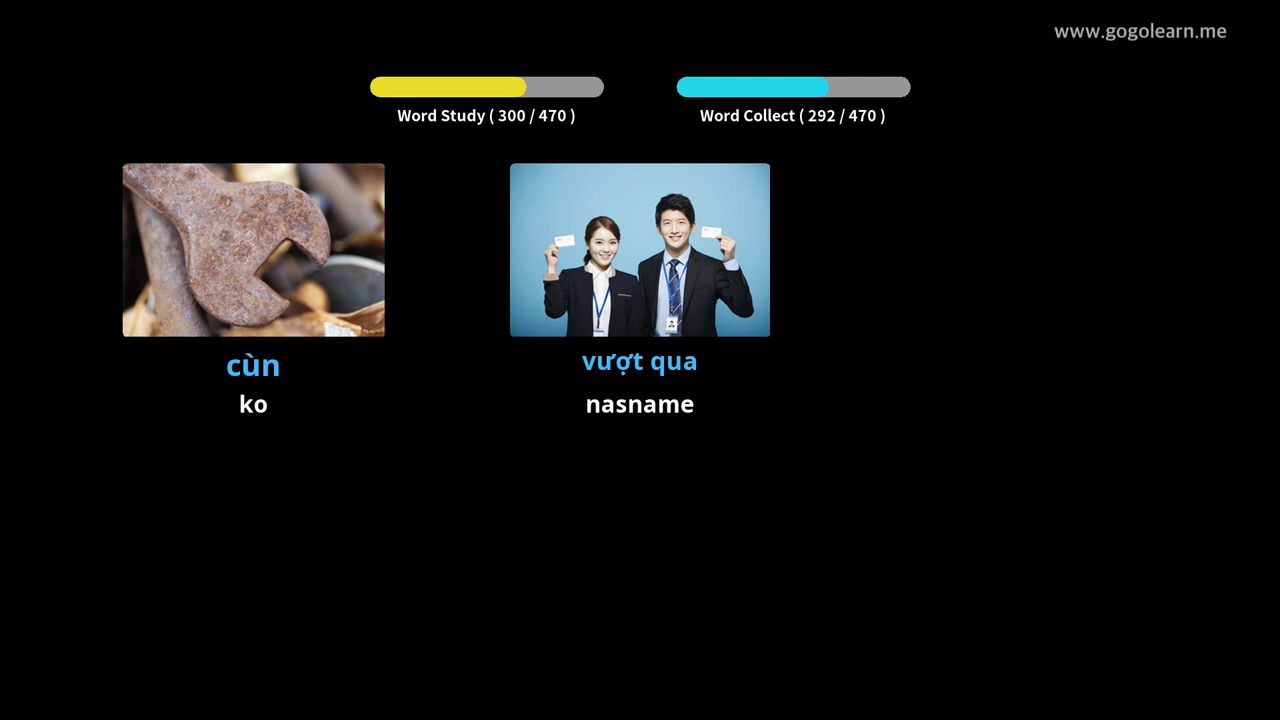 www.gogolearn.me
Word Study ( 300 / 470 )
Word Collect ( 292 / 470 )
cùn
ko
vượt qua
nasname